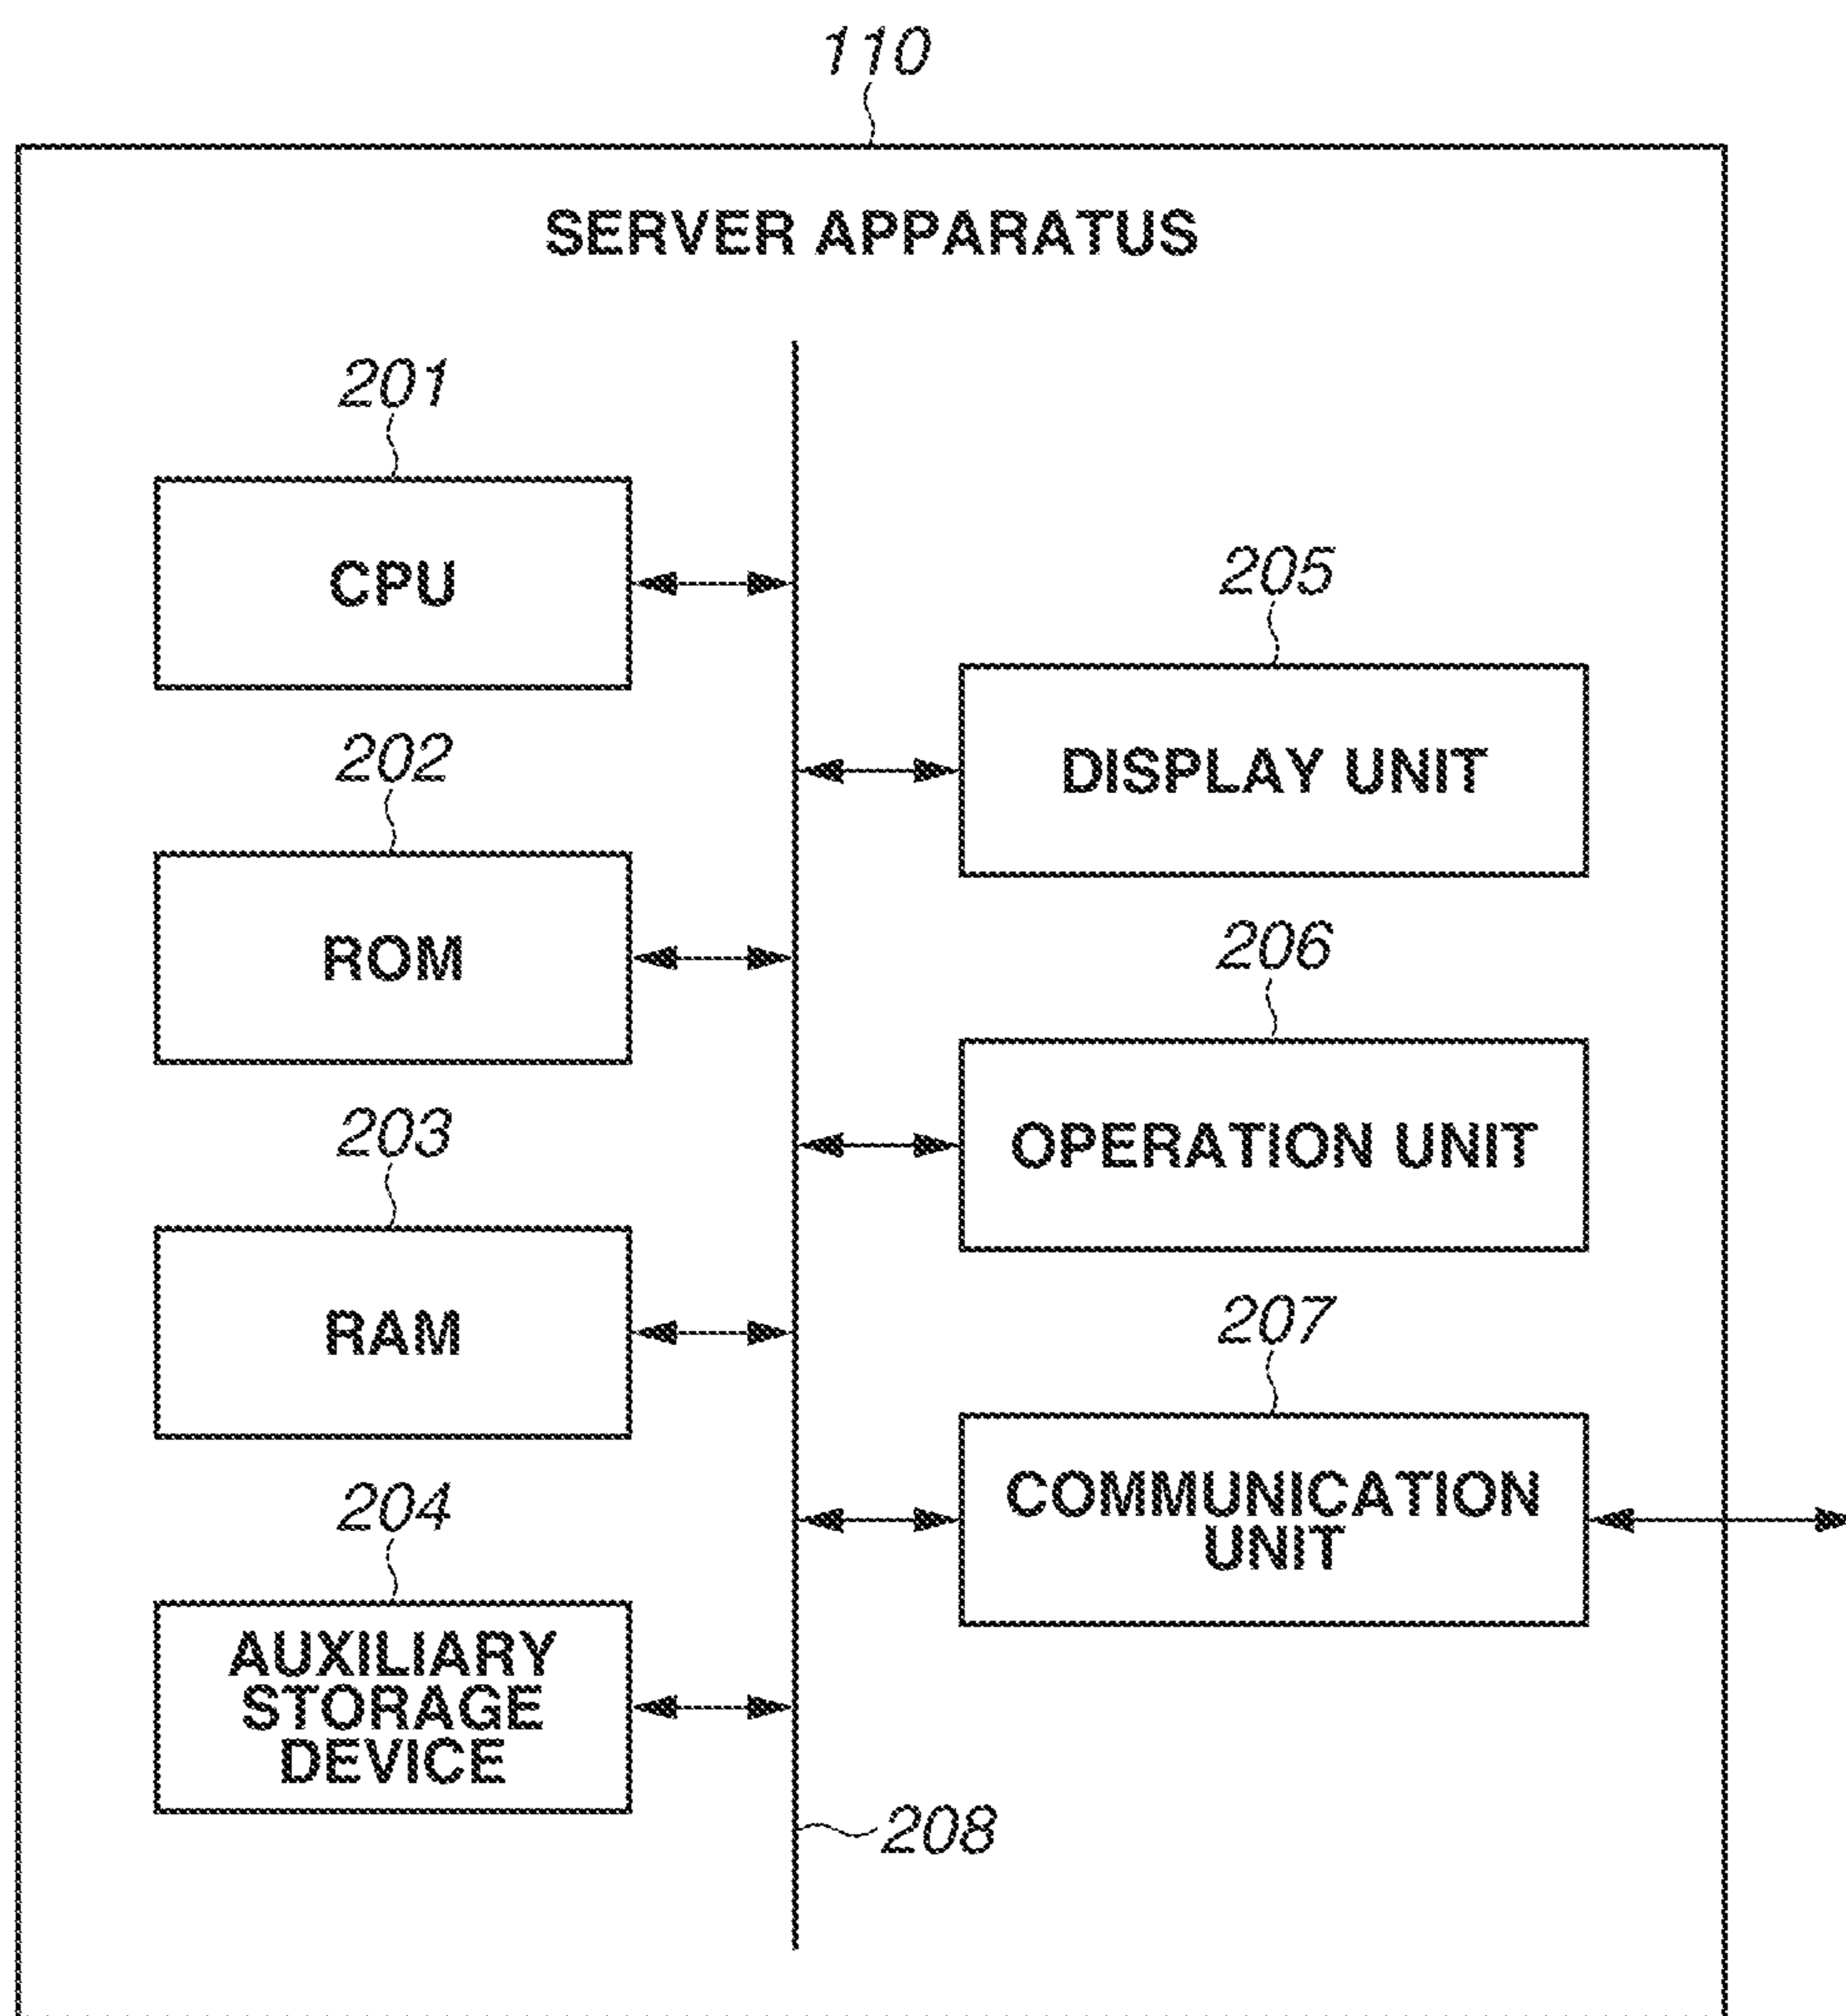 110
SERVER APPARATUS
201
CPU
205
DISPLAY UNIT
202
ROM
206
OPERATION UNIT
203
RAM
207
COMMUNICATION
UNIT
204
AUXILIARY
STORAGE
DEVICE
208